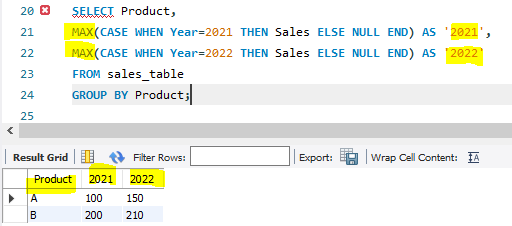 20 SELECT Product,
21 MAX(CASE WHEN Year=2021 THEN Sales ELSE NULL END) AS '2021',
22 MAX(CASE WHEN Year=2022 THEN Sales ELSE NULL END) AS '2022'
23 FROM sales_table
24 GROUP BY Product;
25
Result Grid Filter Rows: Export: Wrap Cell Content:
Product 2021 2022
A 100 150
B 200 210